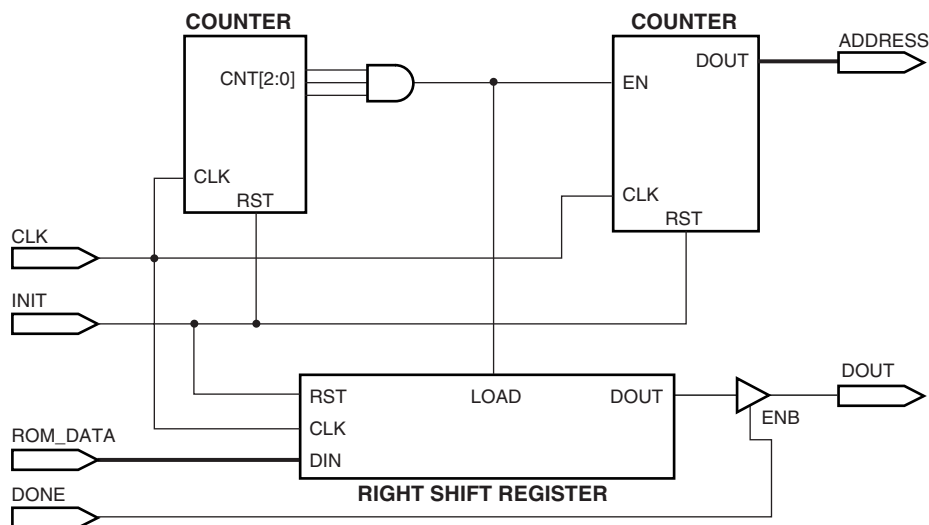 COUNTER
COUNTER
ADDRESS
CNT[2:0]
DOUT
EN
CLK
CLK
RST
RST
CLK
INIT
DOUT
RST
LOAD
DOUT
ENB
CLK
ROM_DATA
DIN
DONE
RIGHT SHIFT REGISTER